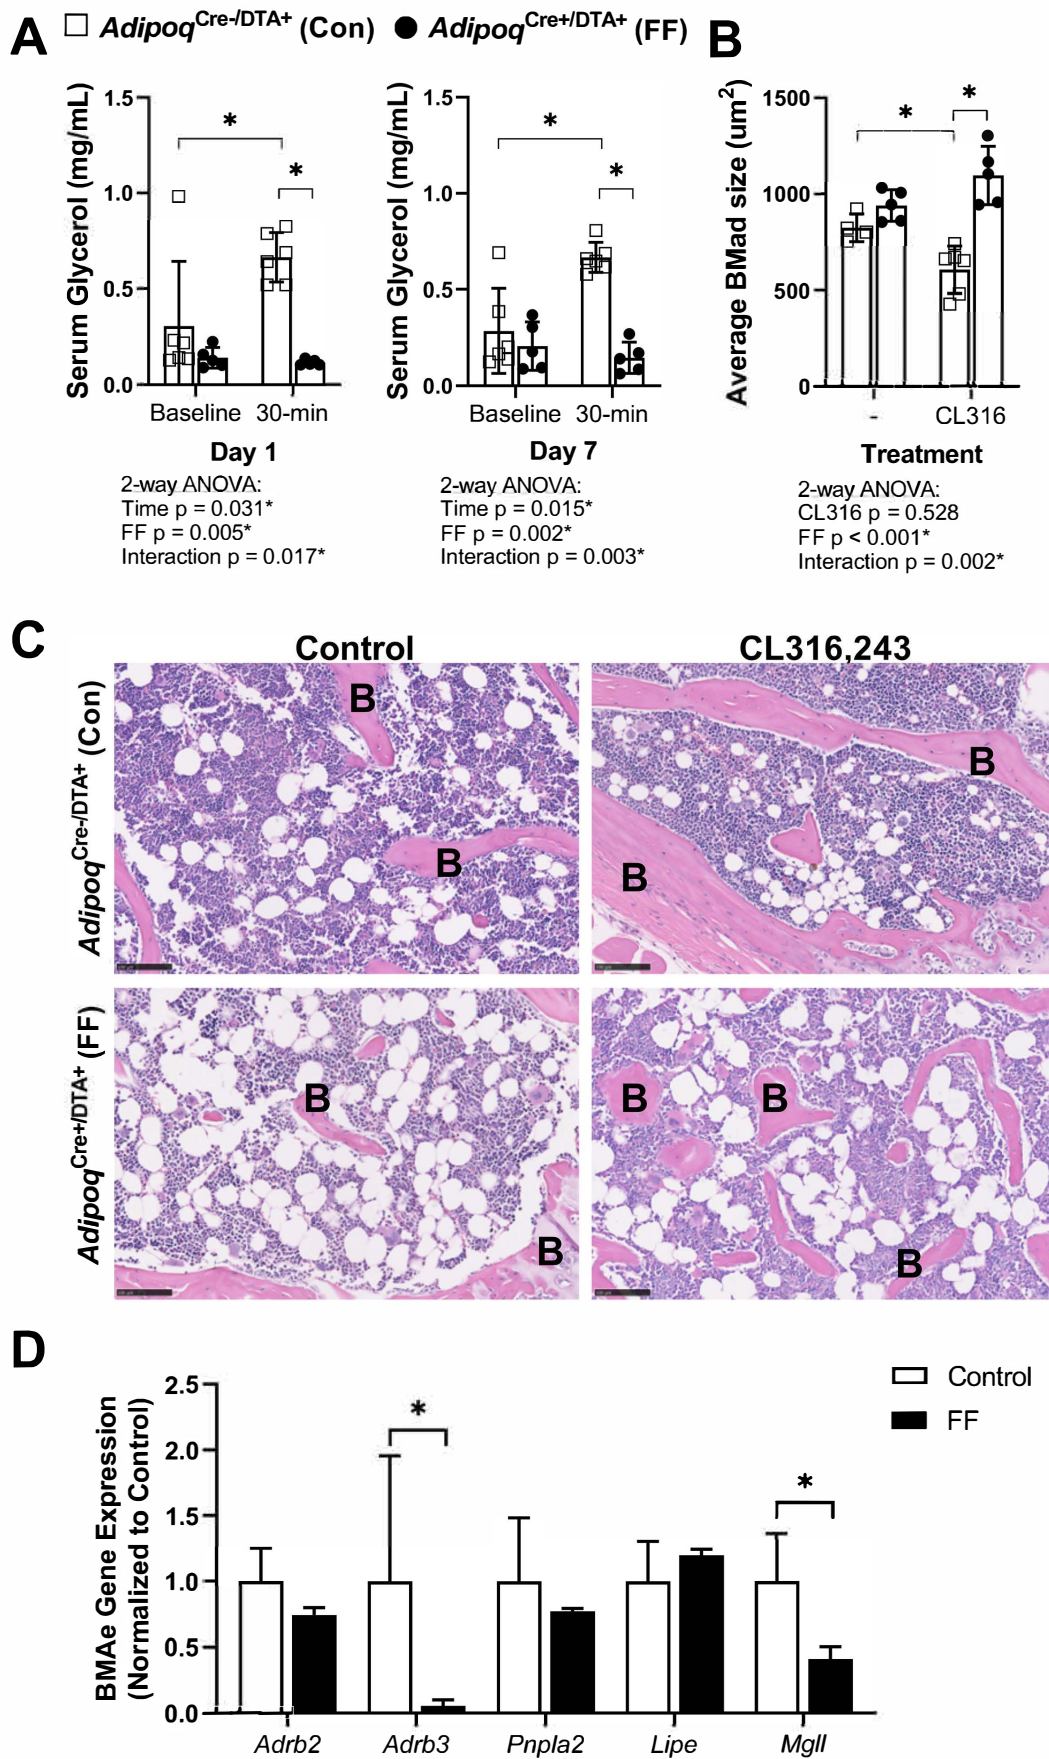 A
Adipoq^Cre-/DTA+ (Con)
Adipoq^Cre+/DTA+ (FF)
Serum Glycerol (mg/mL)
1.5
1.0
0.5
0.0
*
*
Baseline 30-min
Day 1
2-way ANOVA:
Time p = 0.031*
FF p = 0.005*
Interaction p = 0.017*
Serum Glycerol (mg/mL)
1.5
1.0
0.5
0.0
*
*
Baseline 30-min
Day 7
2-way ANOVA:
Time p = 0.015*
FF p = 0.002*
Interaction p = 0.003*
B
Average BMad size (um²)
1500
1000
500
0
*
*
- CL316
Treatment
2-way ANOVA:
CL316 p = 0.528
FF p < 0.001*
Interaction p = 0.002*
C
Control CL316,243
Adipoq^Cre-/DTA+ (Con)
B
B
B
B
Adipoq^Cre+/DTA+ (FF)
B
B
B
B
B
D
BMAe Gene Expression
(Normalized to Control)
2.5
2.0
1.5
1.0
0.5
0.0
*
*
Adrb2 Adrb3 Pnpla2 Lipe Mgll
Control
FF